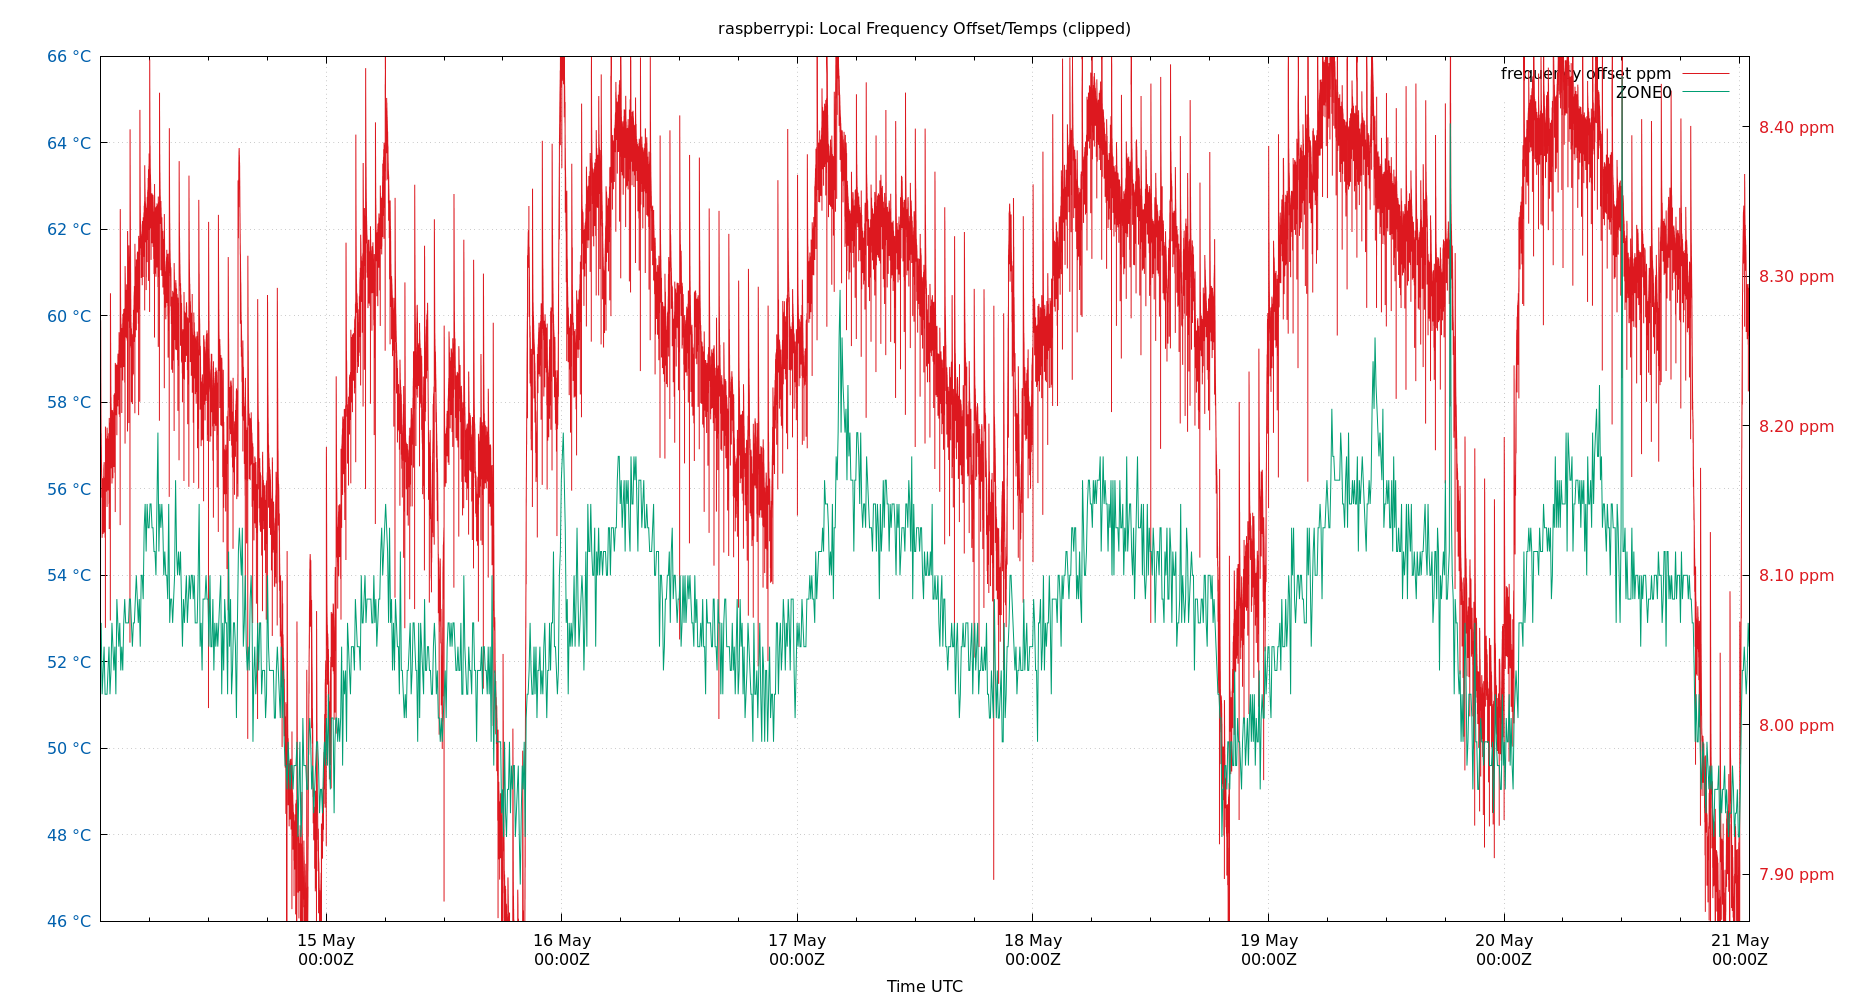 raspberrypi: Local Frequency Offset/Temps (clipped)
66 °C
64 °C
62 °C
60 °C
58 °C
56 °C
54 °C
52 °C
50 °C
48 °C
46 °C
frequency offset ppm
ZONE0
8.40 ppm
8.30 ppm
8.20 ppm
8.10 ppm
8.00 ppm
7.90 ppm
15 May
00:00Z
16 May
00:00Z
17 May
00:00Z
18 May
00:00Z
19 May
00:00Z
20 May
00:00Z
21 May
00:00Z
Time UTC